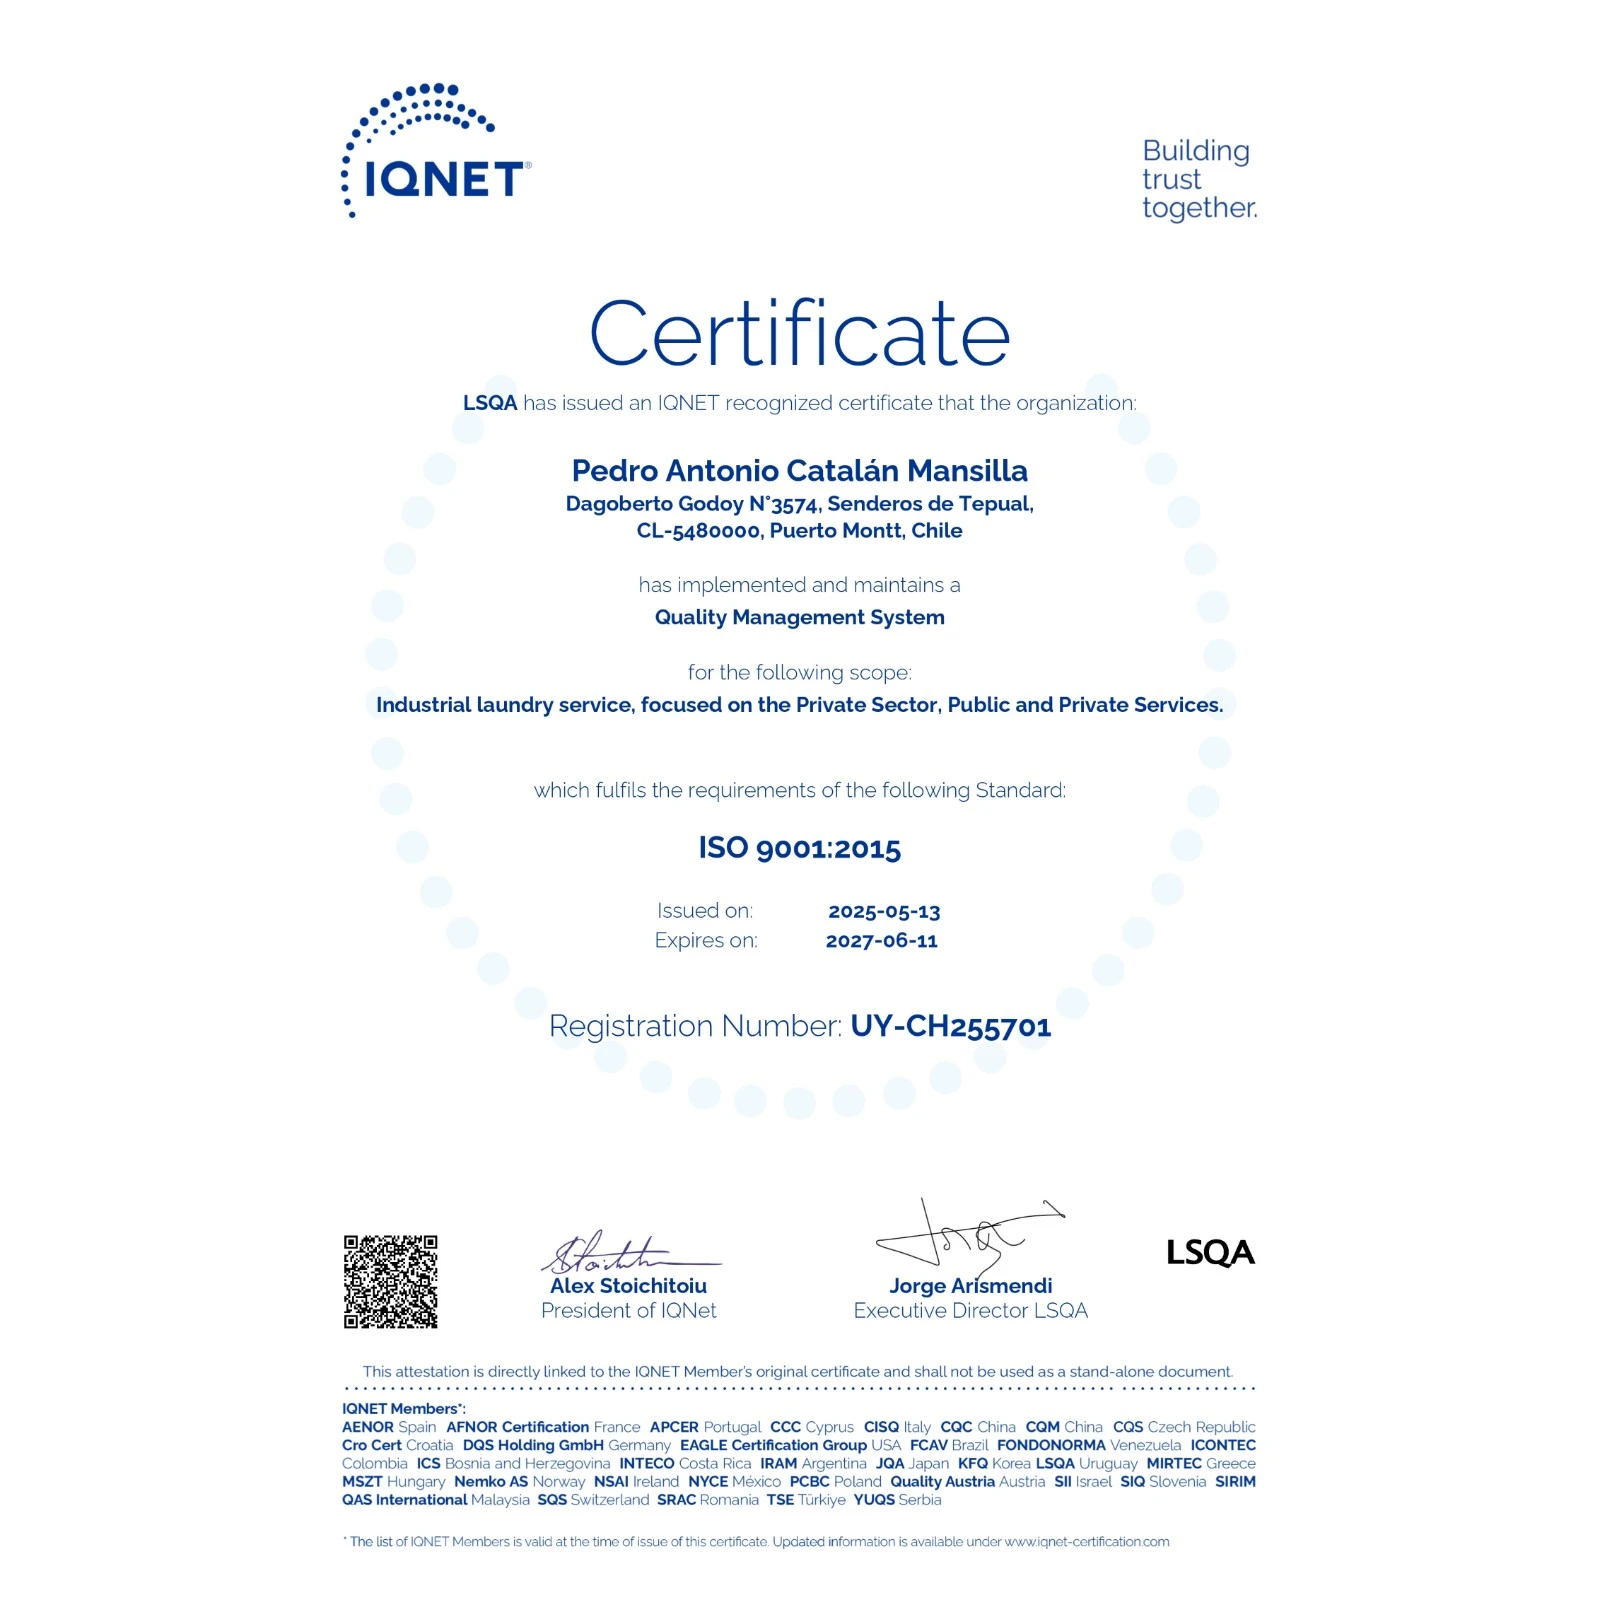 IQNET®
Building
trust
together.
Certificate
LSQA has issued an IQNET recognized certificate that the organization:
Pedro Antonio Catalán Mansilla
Dagoberto Godoy N°3574, Senderos de Tepual,
CL-5480000, Puerto Montt, Chile
has implemented and maintains a
Quality Management System
for the following scope:
Industrial laundry service, focused on the Private Sector, Public and Private Services.
which fulfils the requirements of the following Standard:
ISO 9001:2015
Issued on: 2025-05-13
Expires on: 2027-06-11
Registration Number: UY-CH255701
Alex Stoichitoiu
President of IQNet
Jorge Arismendi
Executive Director LSQA
LSQA
This attestation is directly linked to the IQNET Member's original certificate and shall not be used as a stand-alone document.
IQNET Members*:
AENOR Spain AFNOR Certification France APCER Portugal CCC Cyprus CISQ Italy CQC China CQM China CQS Czech Republic
Cro Cert Croatia DQS Holding GmbH Germany EAGLE Certification Group USA FCAV Brazil FONDONORMA Venezuela ICONTEC
Colombia ICS Bosnia and Herzegovina INTECO Costa Rica IRAM Argentina JQA Japan KFQ Korea LSQA Uruguay MIRTEC Greece
MSZT Hungary Nemko AS Norway NSAI Ireland NYCE México PCBC Poland Quality Austria Austria SII Israel SIQ Slovenia SIRIM
QAS International Malaysia SQS Switzerland SRAC Romania TSE Türkiye YUQS Serbia
* The list of IQNET Members is valid at the time of issue of this certificate. Updated information is available under www.iqnet-certification.com